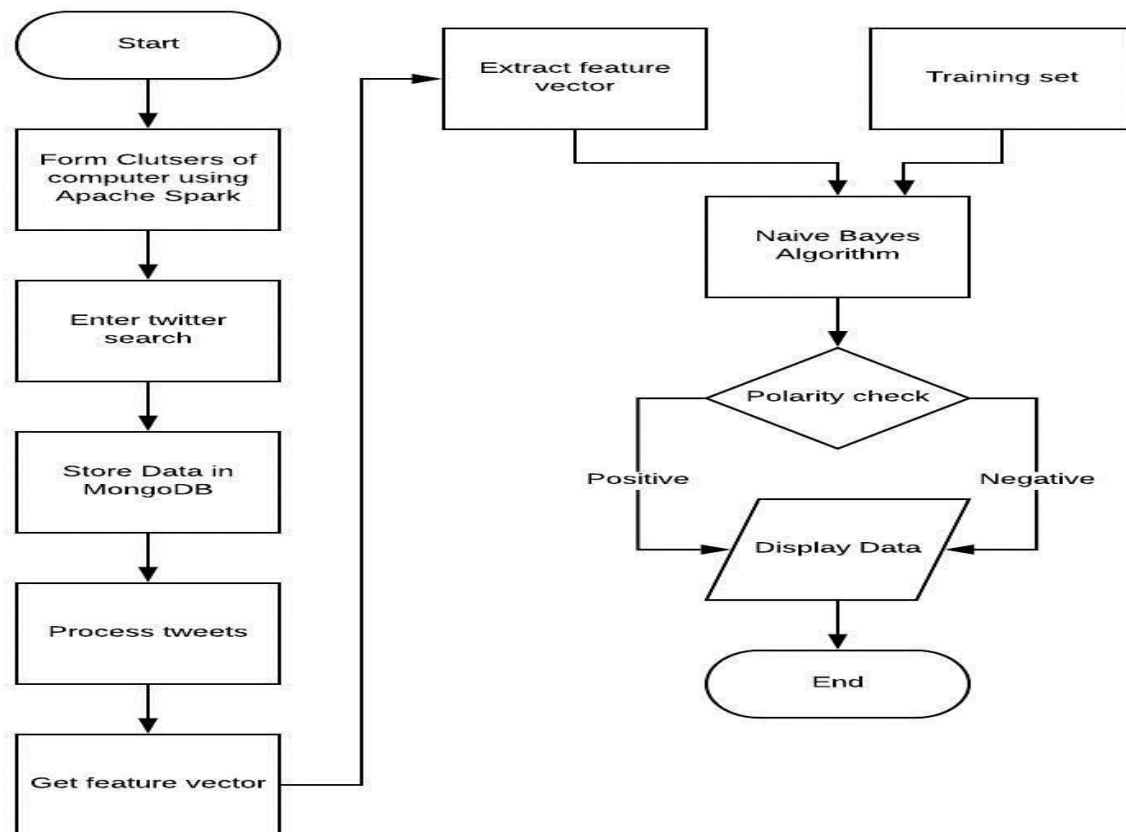 Start
Form Clutsers of
computer using
Apache Spark
Enter twitter
search
Store Data in
MongoDB
Process tweets
Get feature vector
Extract feature
vector
Training set
Naive Bayes
Algorithm
Polarity check
Positive
Negative
Display Data
End